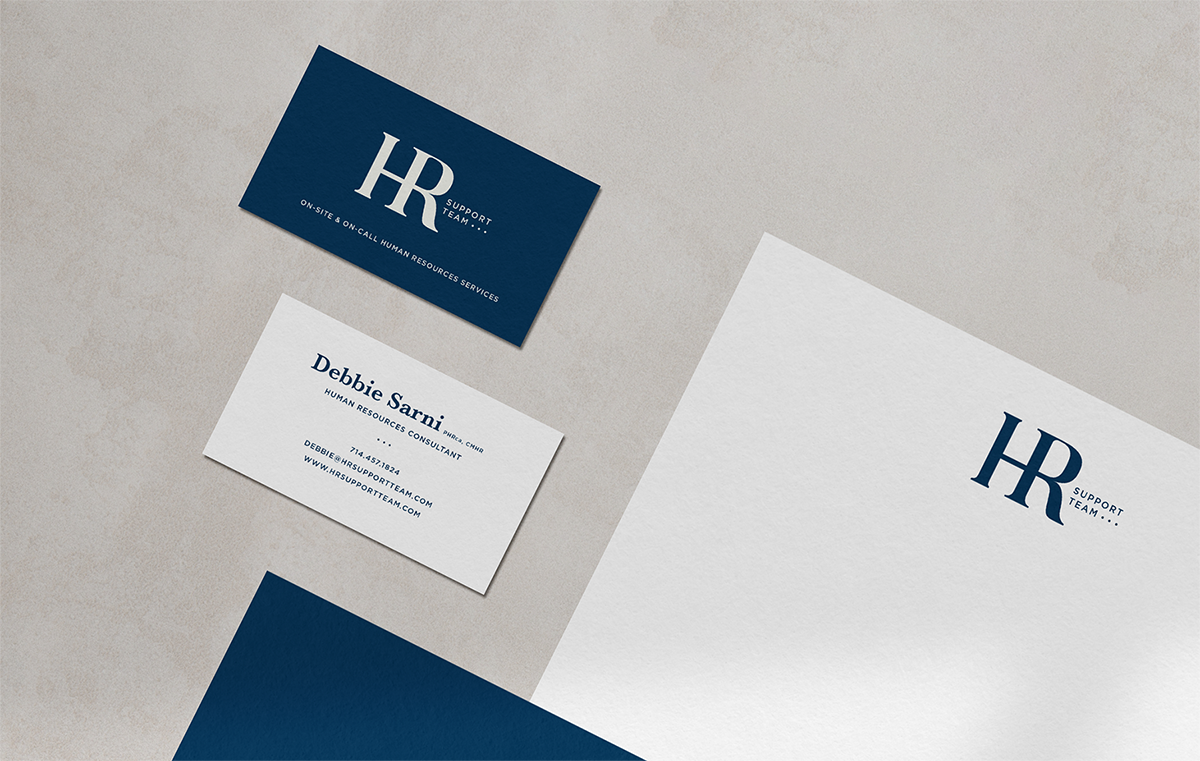 HR
SUPPORT
TEAM...
ON-SITE & ON-CALL HUMAN RESOURCES SERVICES
Debbie Sarni PHRca, CMHR
HUMAN RESOURCES CONSULTANT
...
714.457.1824
DEBBIE@HRSUPPORTTEAM.COM
WWW.HRSUPPORTTEAM.COM
HR
SUPPORT
TEAM...